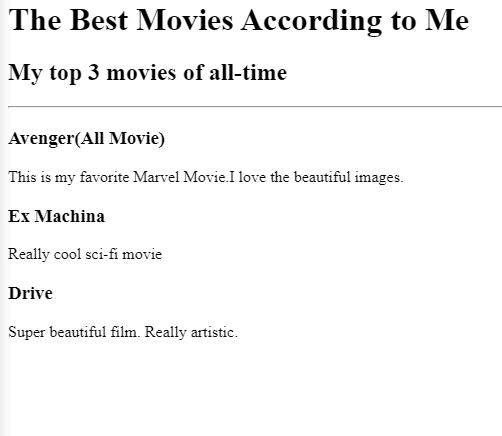 The Best Movies According to Me
My top 3 movies of all-time
Avenger(All Movie)
This is my favorite Marvel Movie.I love the beautiful images.
Ex Machina
Really cool sci-fi movie
Drive
Super beautiful film. Really artistic.